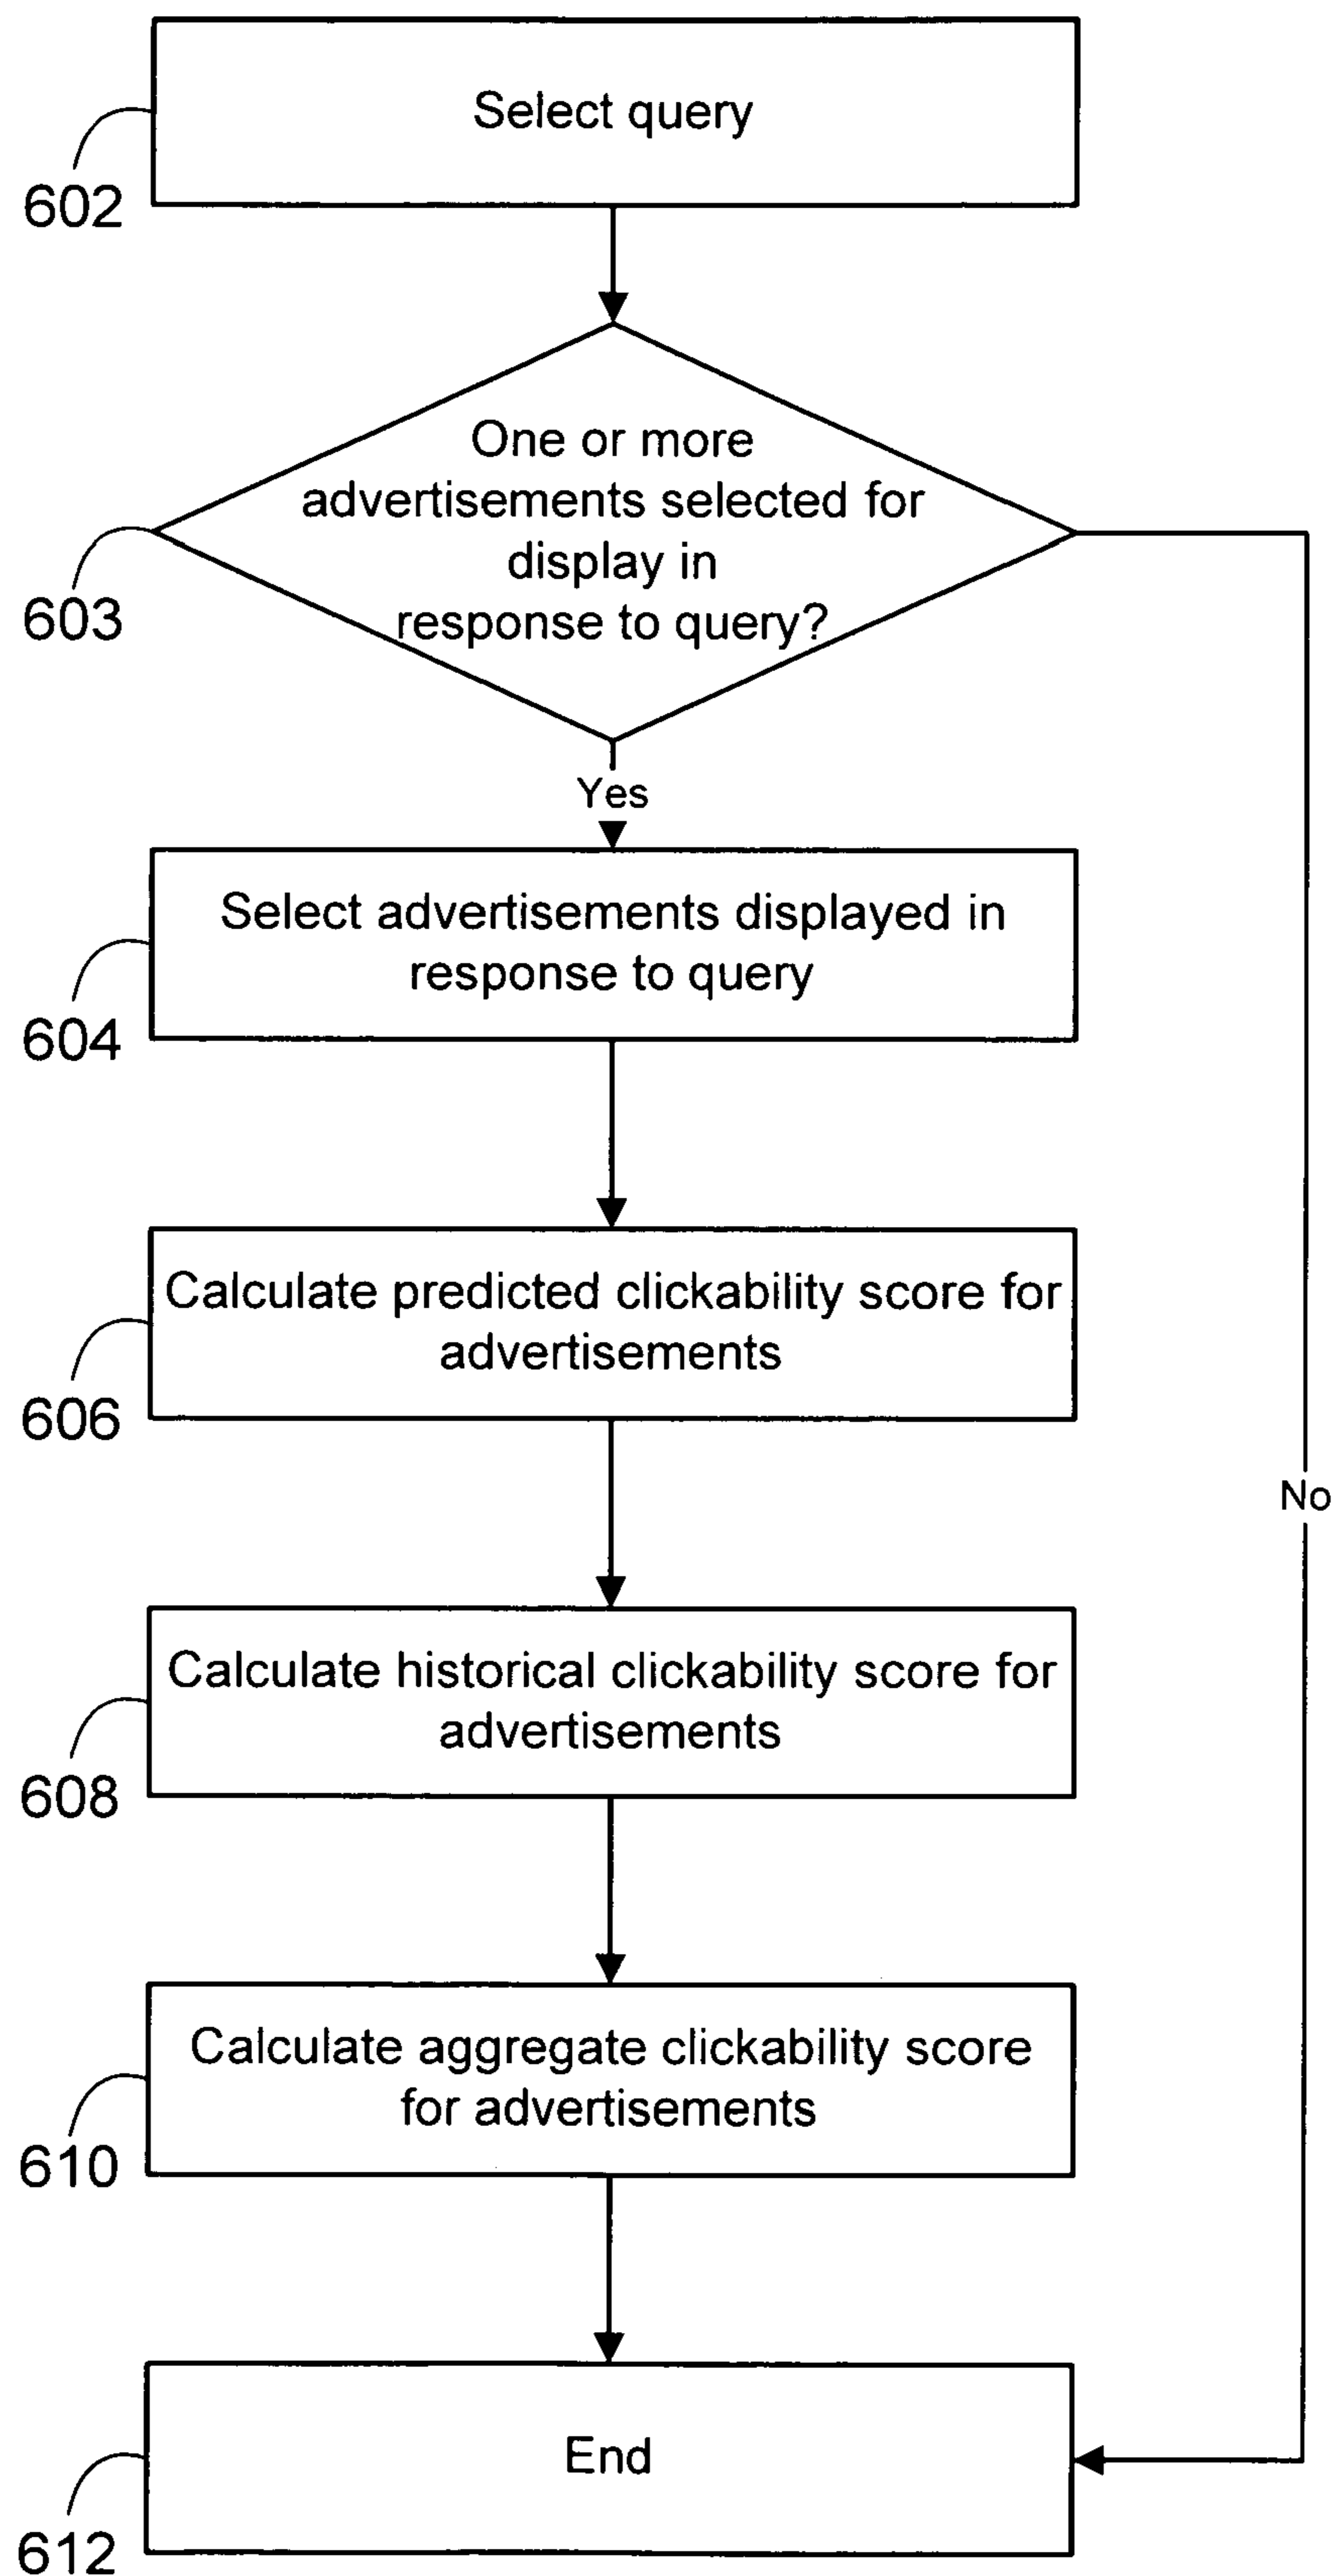 Select query
602
One or more
advertisements selected for
display in
response to query?
603
Yes
Select advertisements displayed in
response to query
604
Calculate predicted clickability score for
advertisements
606
No
Calculate historical clickability score for
advertisements
608
Calculate aggregate clickability score
for advertisements
610
End
612